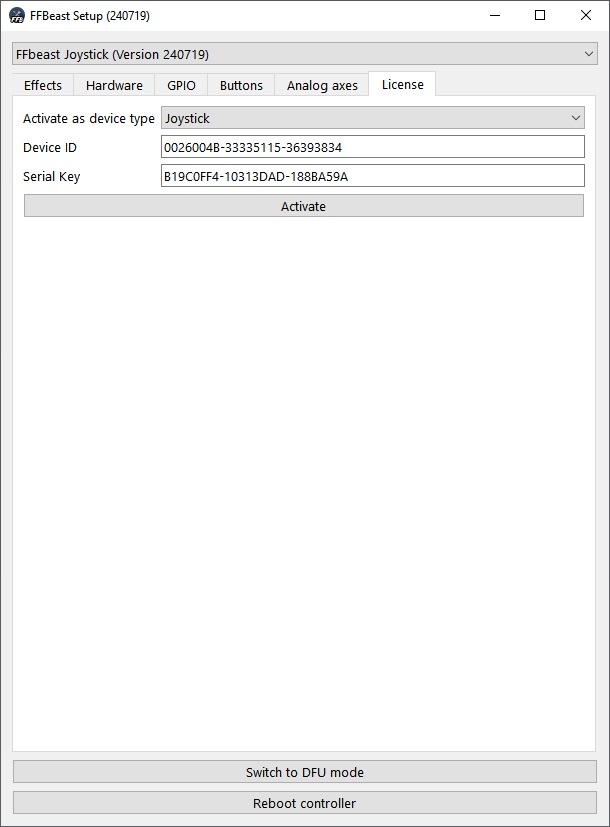 FFBeast Setup (240719)
FFbeast Joystick (Version 240719)
Effects Hardware GPIO Buttons Analog axes License
Activate as device type Joystick
Device ID 0026004B-33335115-36393834
Serial Key B19C0FF4-10313DAD-188BA59A
Activate
Switch to DFU mode
Reboot controller